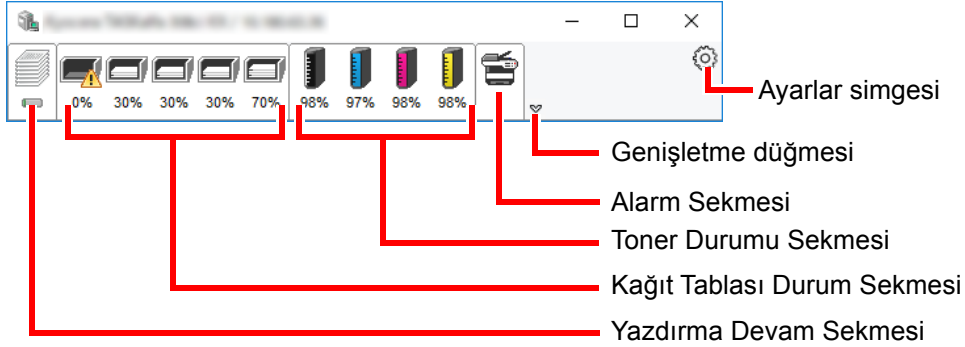 0% 30% 30% 30% 70% 98% 97% 98% 98%
Ayarlar simgesi
Genişletme düğmesi
Alarm Sekmesi
Toner Durumu Sekmesi
Kağıt Tablası Durum Sekmesi
Yazdırma Devam Sekmesi